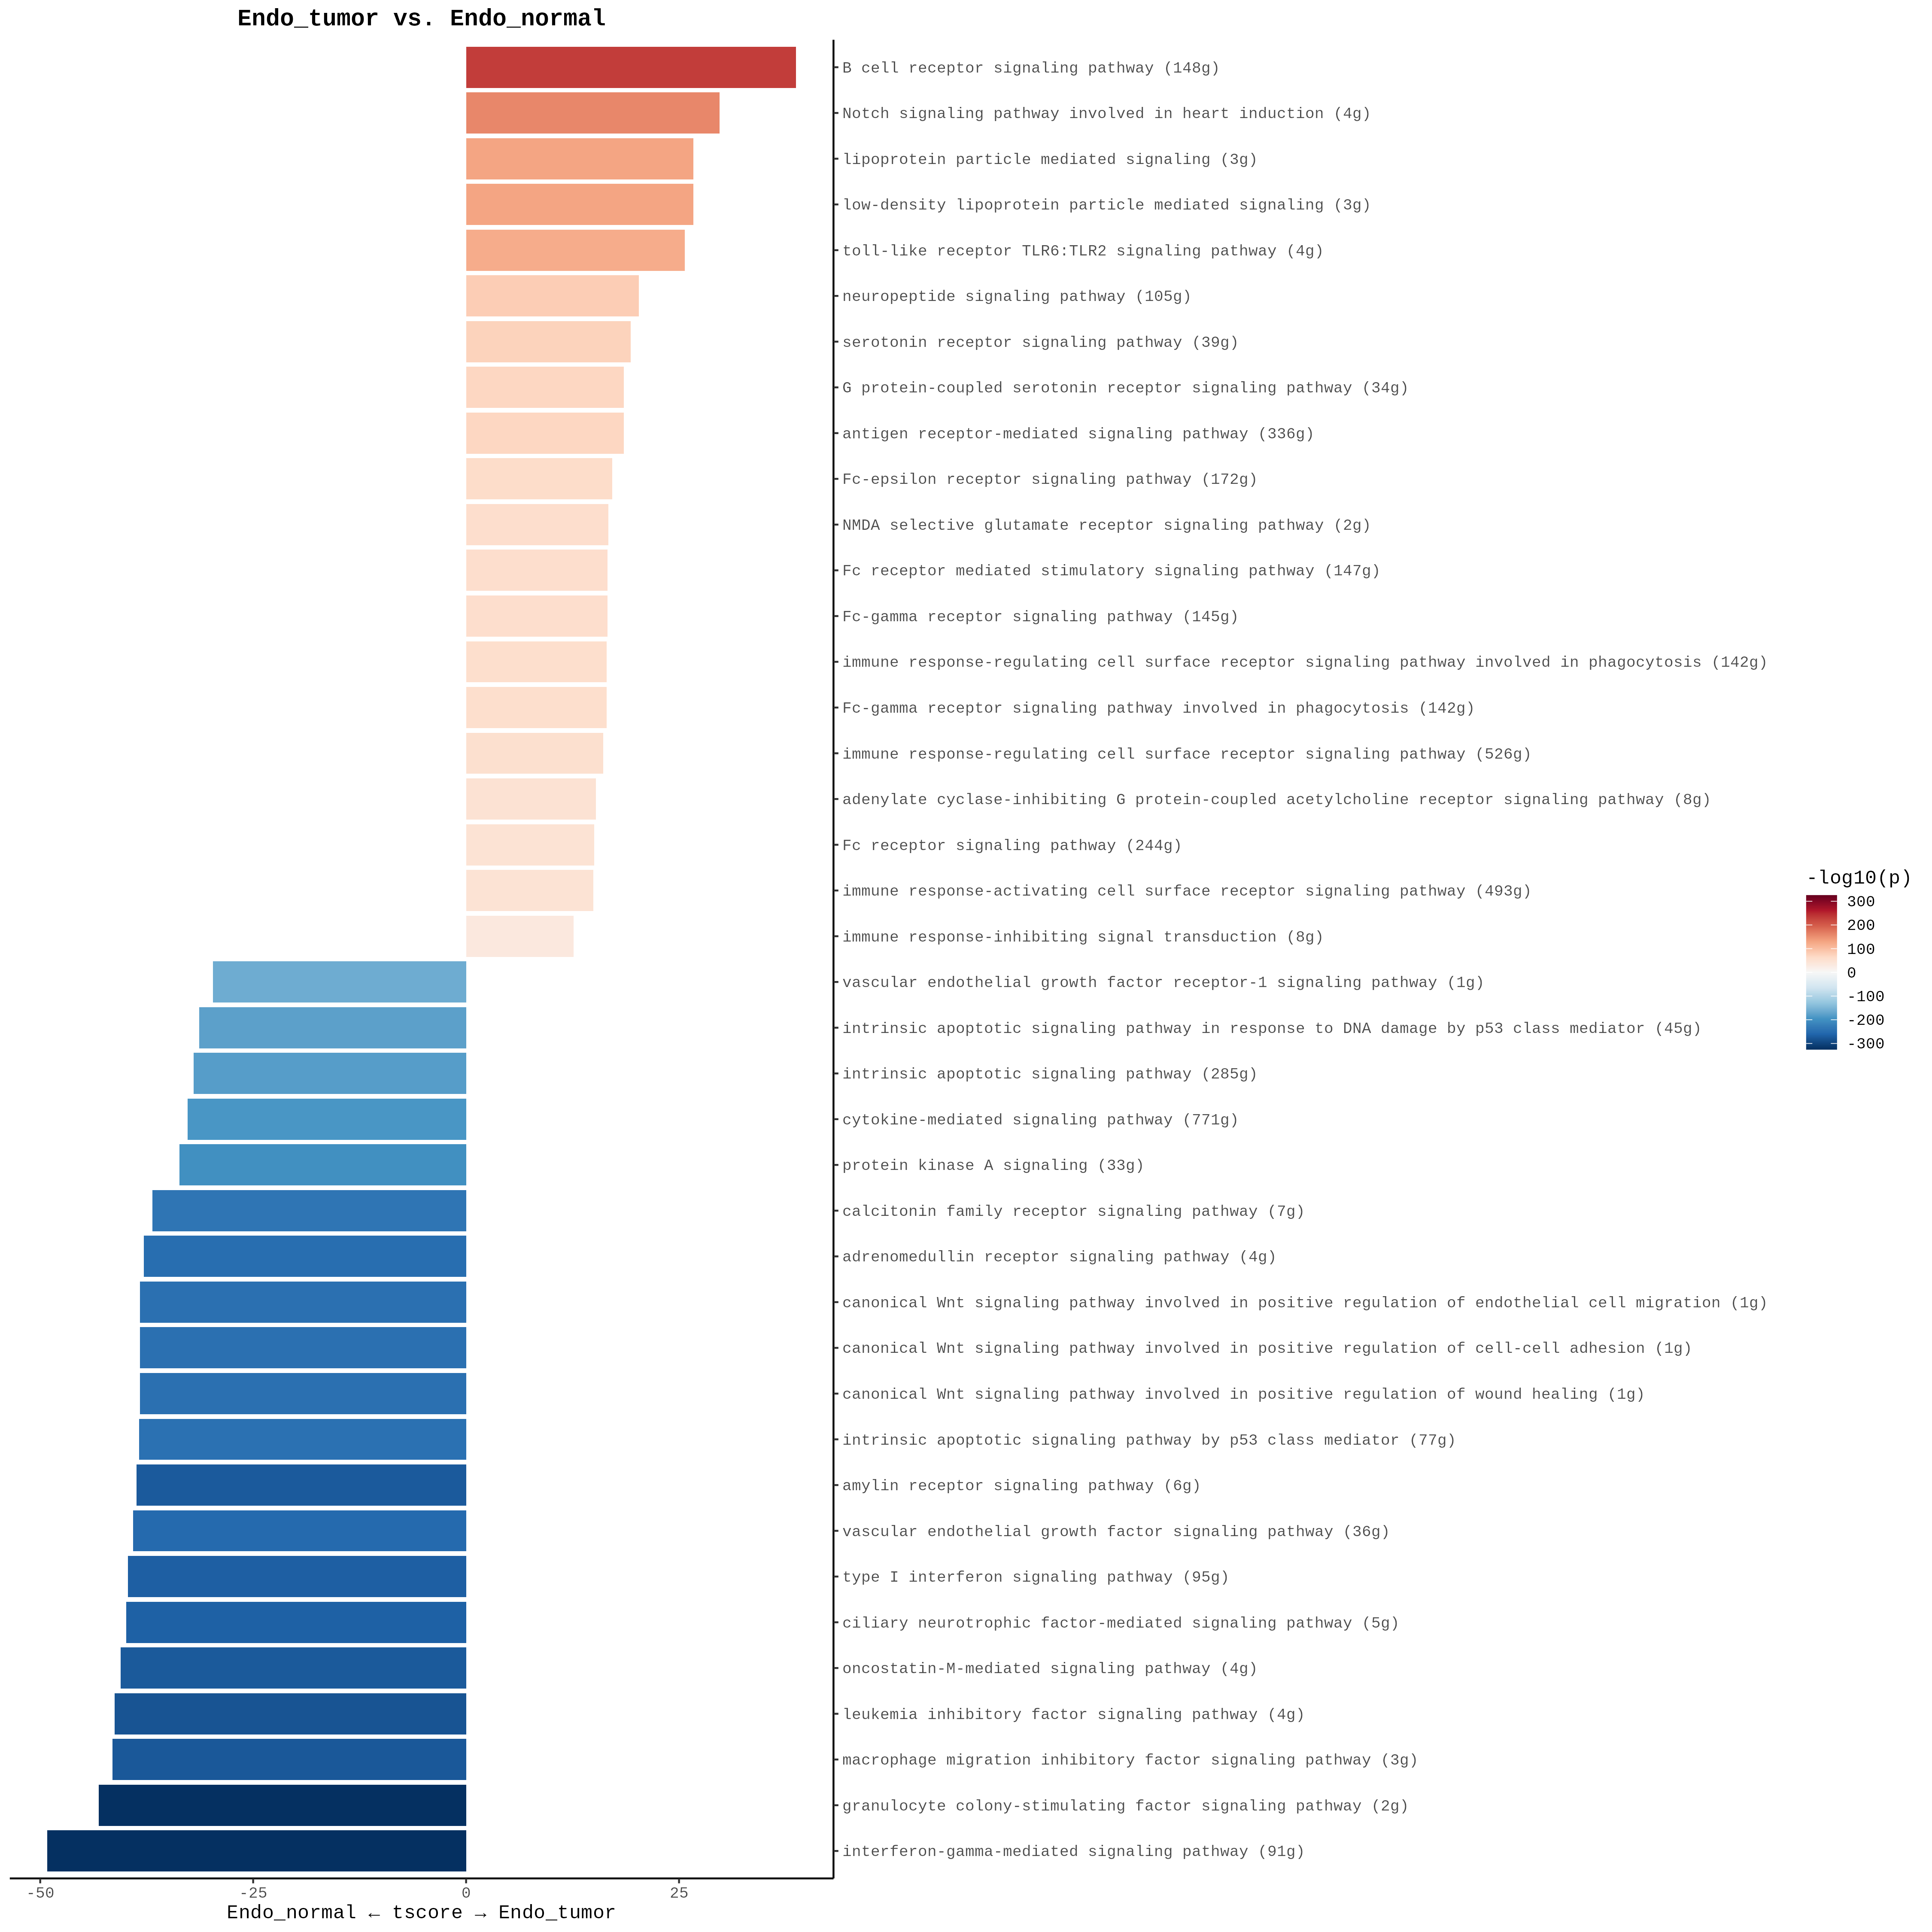 Endo_tumor vs. Endo_normal
B cell receptor signaling pathway (148g)
Notch signaling pathway involved in heart induction (4g)
lipoprotein particle mediated signaling (3g)
low-density lipoprotein particle mediated signaling (3g)
toll-like receptor TLR6:TLR2 signaling pathway (4g)
neuropeptide signaling pathway (105g)
serotonin receptor signaling pathway (39g)
G protein-coupled serotonin receptor signaling pathway (34g)
antigen receptor-mediated signaling pathway (336g)
Fc-epsilon receptor signaling pathway (172g)
NMDA selective glutamate receptor signaling pathway (2g)
Fc receptor mediated stimulatory signaling pathway (147g)
Fc-gamma receptor signaling pathway (145g)
immune response-regulating cell surface receptor signaling pathway involved in phagocytosis (142g)
Fc-gamma receptor signaling pathway involved in phagocytosis (142g)
immune response-regulating cell surface receptor signaling pathway (526g)
adenylate cyclase-inhibiting G protein-coupled acetylcholine receptor signaling pathway (8g)
Fc receptor signaling pathway (244g)
immune response-activating cell surface receptor signaling pathway (493g)
immune response-inhibiting signal transduction (8g)
vascular endothelial growth factor receptor-1 signaling pathway (1g)
intrinsic apoptotic signaling pathway in response to DNA damage by p53 class mediator (45g)
intrinsic apoptotic signaling pathway (285g)
cytokine-mediated signaling pathway (771g)
protein kinase A signaling (33g)
calcitonin family receptor signaling pathway (7g)
adrenomedullin receptor signaling pathway (4g)
canonical Wnt signaling pathway involved in positive regulation of endothelial cell migration (1g)
canonical Wnt signaling pathway involved in positive regulation of cell-cell adhesion (1g)
canonical Wnt signaling pathway involved in positive regulation of wound healing (1g)
intrinsic apoptotic signaling pathway by p53 class mediator (77g)
amylin receptor signaling pathway (6g)
vascular endothelial growth factor signaling pathway (36g)
type I interferon signaling pathway (95g)
ciliary neurotrophic factor-mediated signaling pathway (5g)
oncostatin-M-mediated signaling pathway (4g)
leukemia inhibitory factor signaling pathway (4g)
macrophage migration inhibitory factor signaling pathway (3g)
granulocyte colony-stimulating factor signaling pathway (2g)
interferon-gamma-mediated signaling pathway (91g)
-50 -25 0 25
Endo_normal ← tscore → Endo_tumor
-log10(p)
300
200
100
0
-100
-200
-300